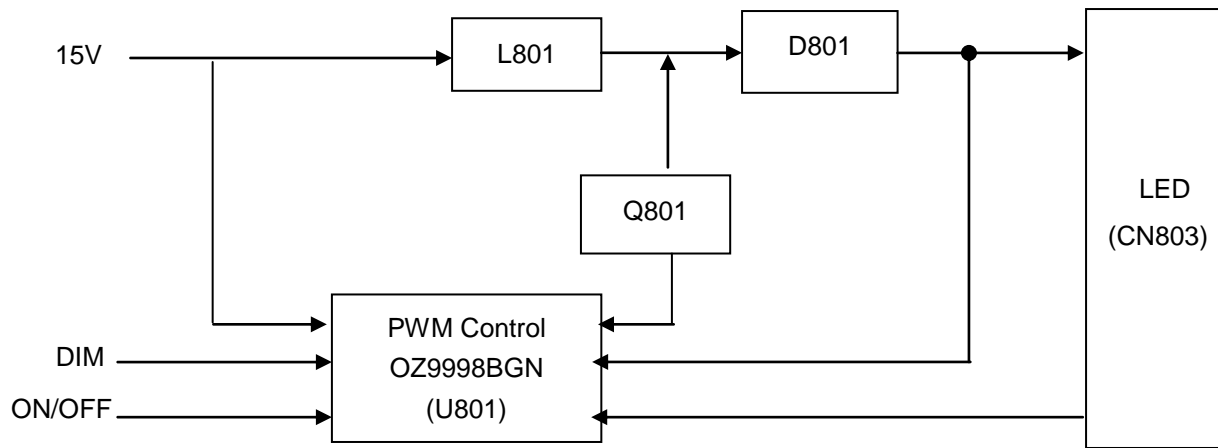 15V
L801
D801
Q801
LED
(CN803)
PWM Control
OZ9998BGN
(U801)
DIM
ON/OFF